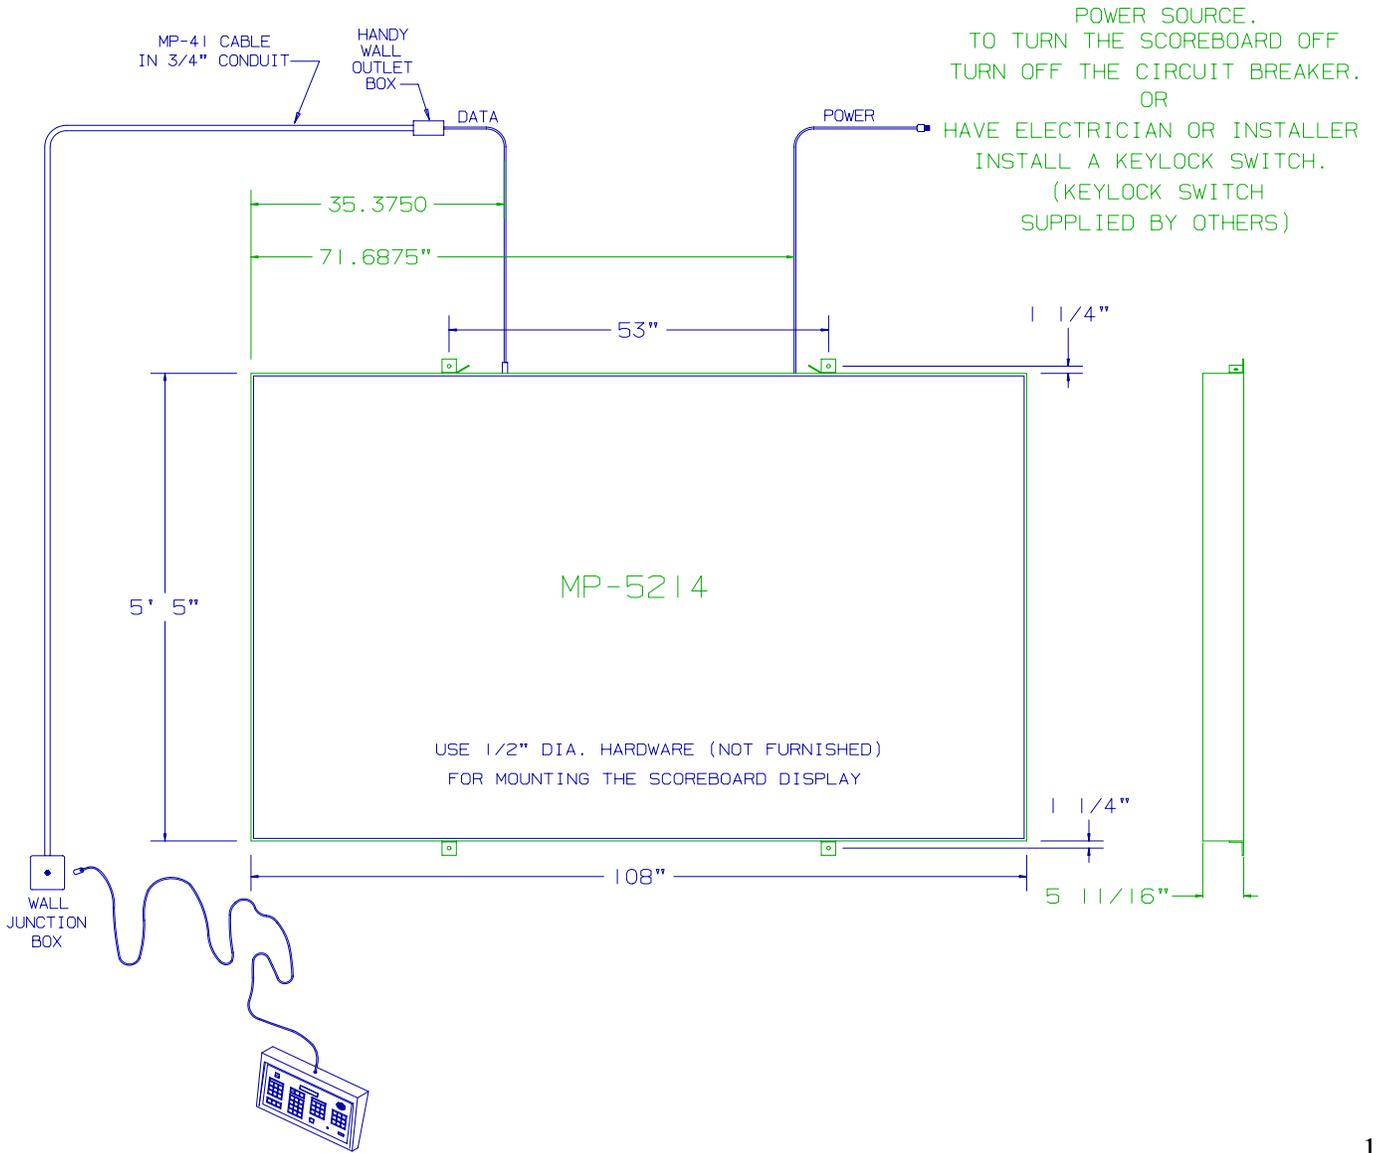 POWER SOURCE.
TO TURN THE SCOREBOARD OFF
TURN OFF THE CIRCUIT BREAKER.
OR
HAVE ELECTRICIAN OR INSTALLER
INSTALL A KEYLOCK SWITCH.
(KEYLOCK SWITCH
SUPPLIED BY OTHERS)
MP-41 CABLE
IN 3/4" CONDUIT
HANDY
WALL
OUTLET
BOX
DATA
POWER
35.3750
71.6875"
53"
1 1/4"
5' 5"
MP-5214
USE 1/2" DIA. HARDWARE (NOT FURNISHED)
FOR MOUNTING THE SCOREBOARD DISPLAY
1 1/4"
108"
5 11/16"
WALL
JUNCTION
BOX
1